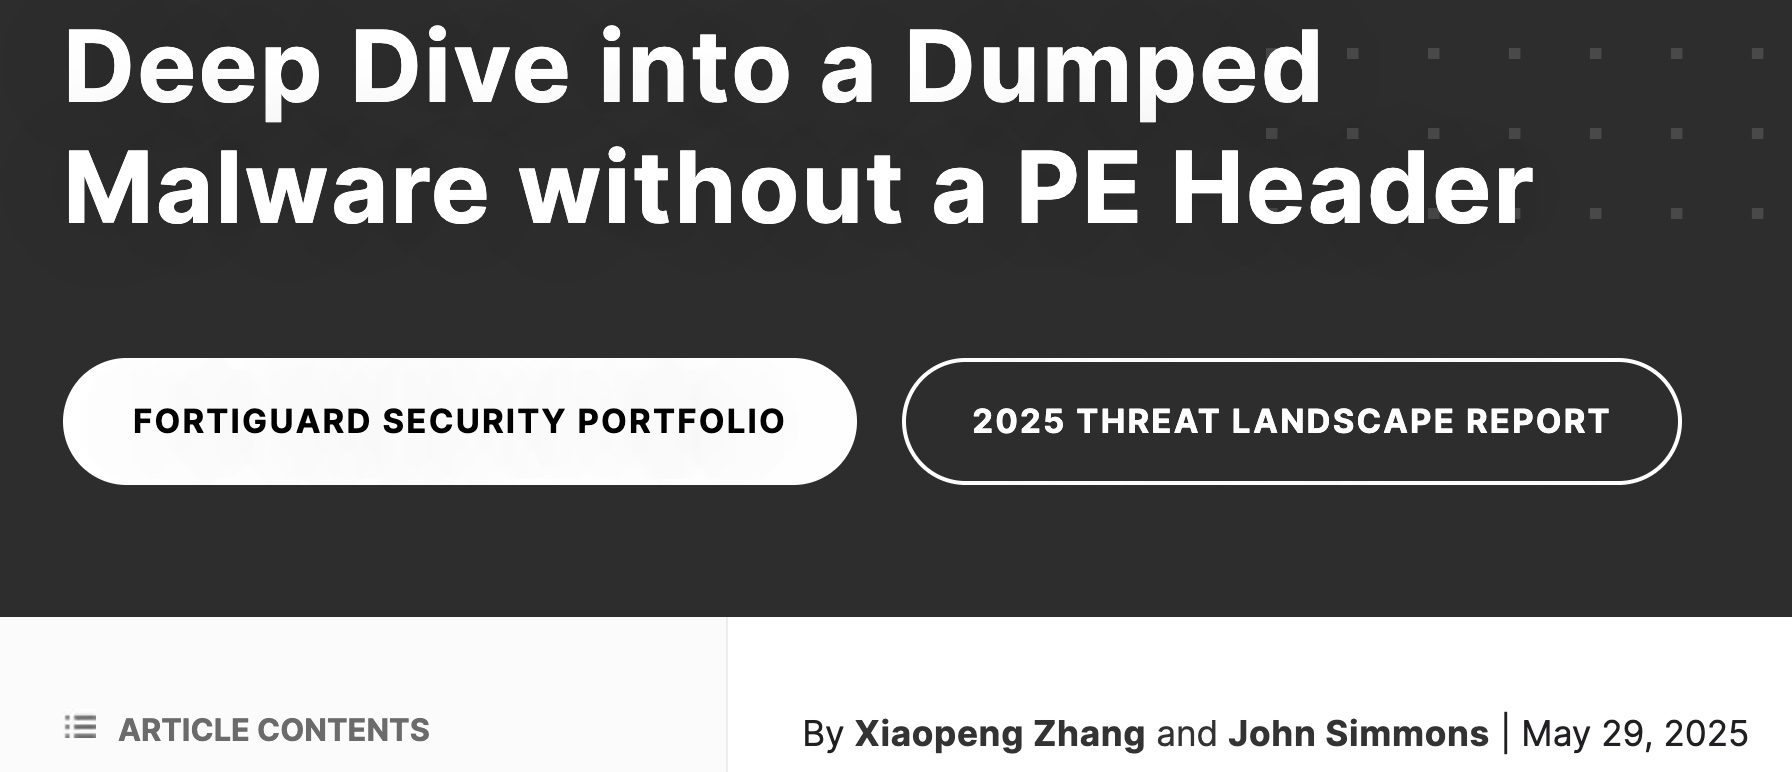 Deep Dive into a Dumped
Malware without a PE Header
FORTIGUARD SECURITY PORTFOLIO
2025 THREAT LANDSCAPE REPORT
ARTICLE CONTENTS
By Xiaopeng Zhang and John Simmons | May 29, 2025